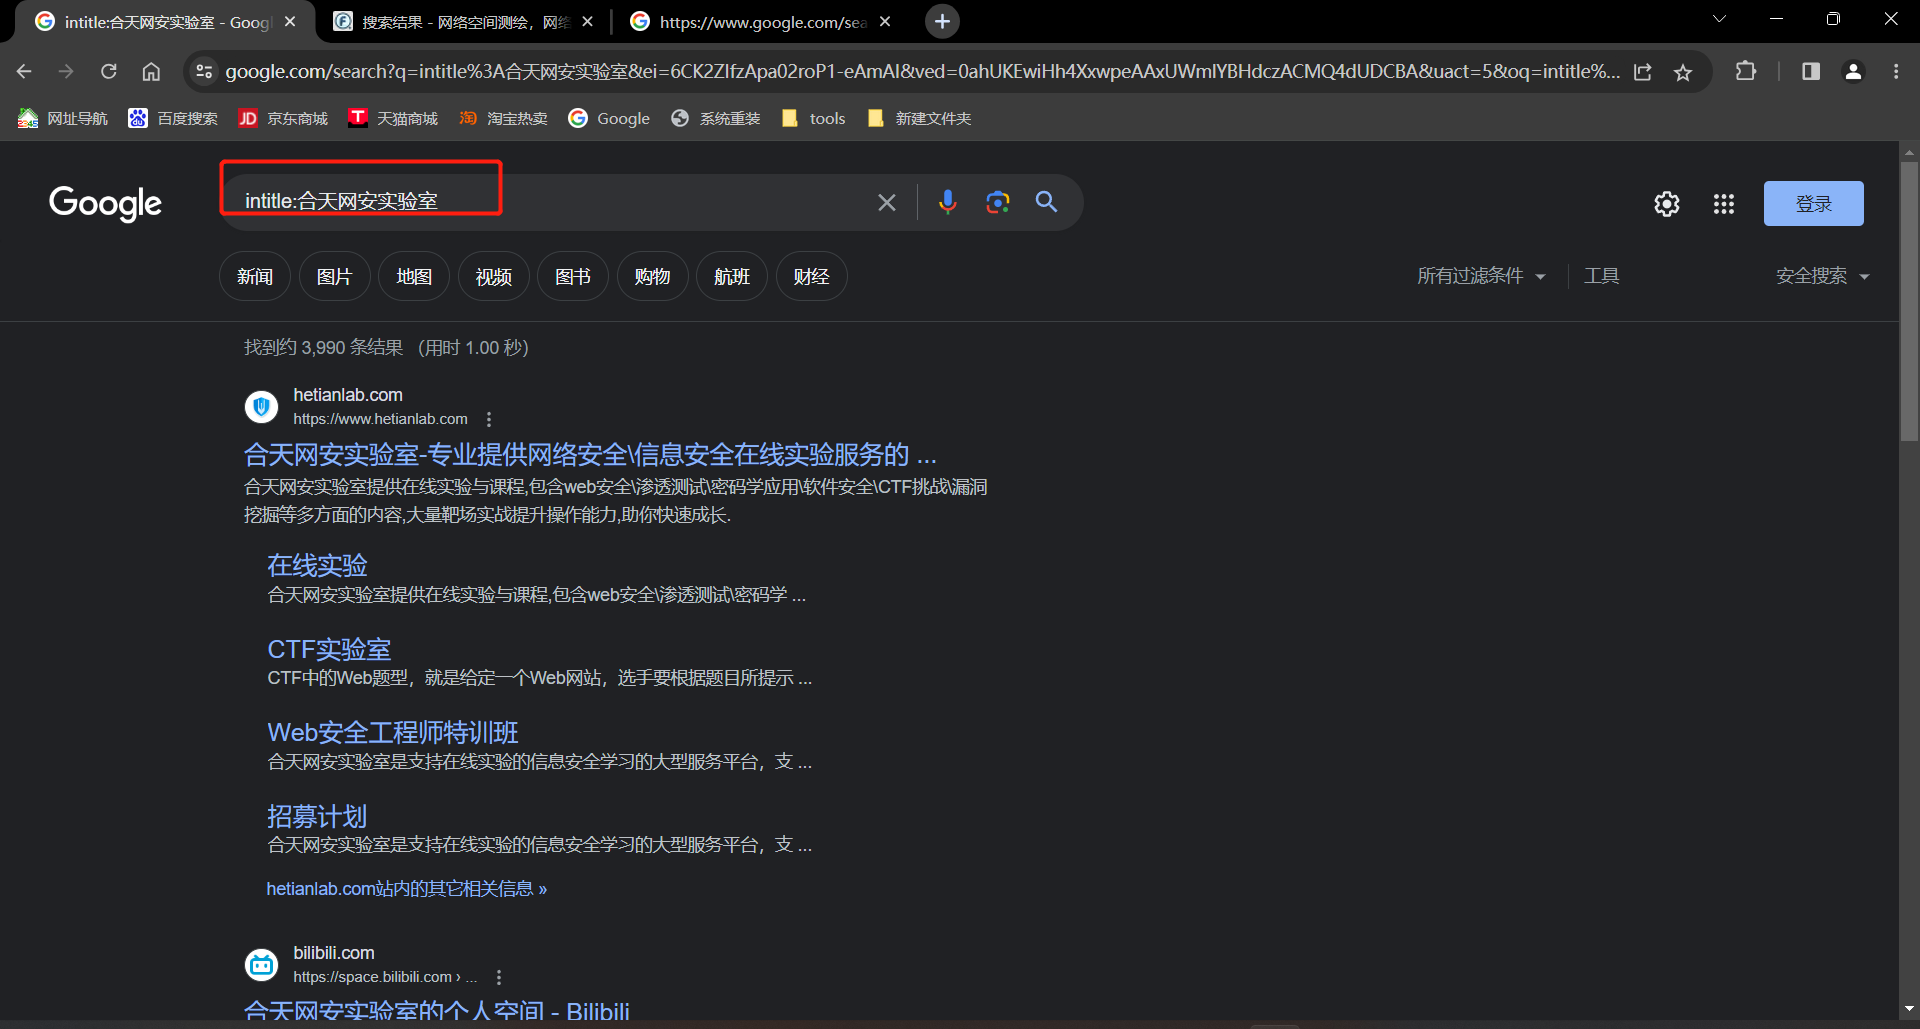 intitle:合天网安实验室 - Goog
搜索结果 - 网络空间测绘，网络
https://www.google.com/sea
google.com/search?q=intitle%3A合天网安实验室&ei=6CK2ZIfzApa02roP1-eAmAI&ved=0ahUKEwiHh4XxwpeAAxUWmlYBHdczACMQ4dUDCBA&uact=5&oq=intitle%...
网址导航
百度搜索
京东商城
天猫商城
淘宝热卖
Google
系统重装
tools
新建文件夹
Google
intitle:合天网安实验室
登录
新闻
图片
地图
视频
图书
购物
航班
财经
所有过滤条件
工具
安全搜索
找到约 3,990 条结果 （用时 1.00 秒）
hetianlab.com
https://www.hetianlab.com
合天网安实验室-专业提供网络安全\信息安全在线实验服务的 ...
合天网安实验室提供在线实验与课程,包含web安全\渗透测试\密码学应用\软件安全\CTF挑战\漏洞
挖掘等多方面的内容,大量靶场实战提升操作能力,助你快速成长.
在线实验
合天网安实验室提供在线实验与课程,包含web安全\渗透测试\密码学 ...
CTF实验室
CTF中的Web题型，就是给定一个Web网站，选手要根据题目所提示 ...
Web安全工程师特训班
合天网安实验室是支持在线实验的信息安全学习的大型服务平台，支 ...
招募计划
合天网安实验室是支持在线实验的信息安全学习的大型服务平台，支 ...
hetianlab.com站内的其它相关信息 »
bilibili.com
https://space.bilibili.com › ...
合天网安实验室的个人空间 - Bilibili